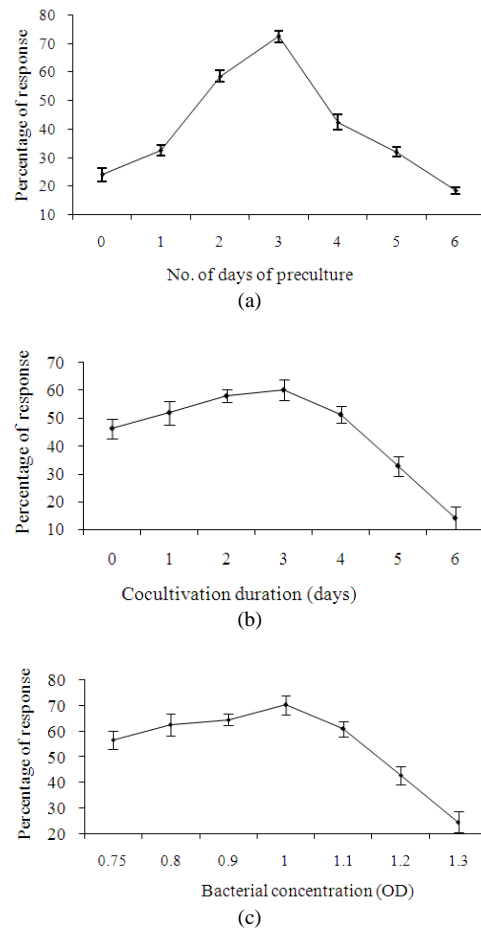 Percentage of response
80
70
60
50
40
30
20
10
0 1 2 3 4 5 6
No. of days of preculture
(a)
Percentage of response
70
60
50
40
30
20
10
0 1 2 3 4 5 6
Cocultivation duration (days)
(b)
Percentage of response
80
70
60
50
40
30
20
0.75 0.8 0.9 1 1.1 1.2 1.3
Bacterial concentration (OD)
(c)